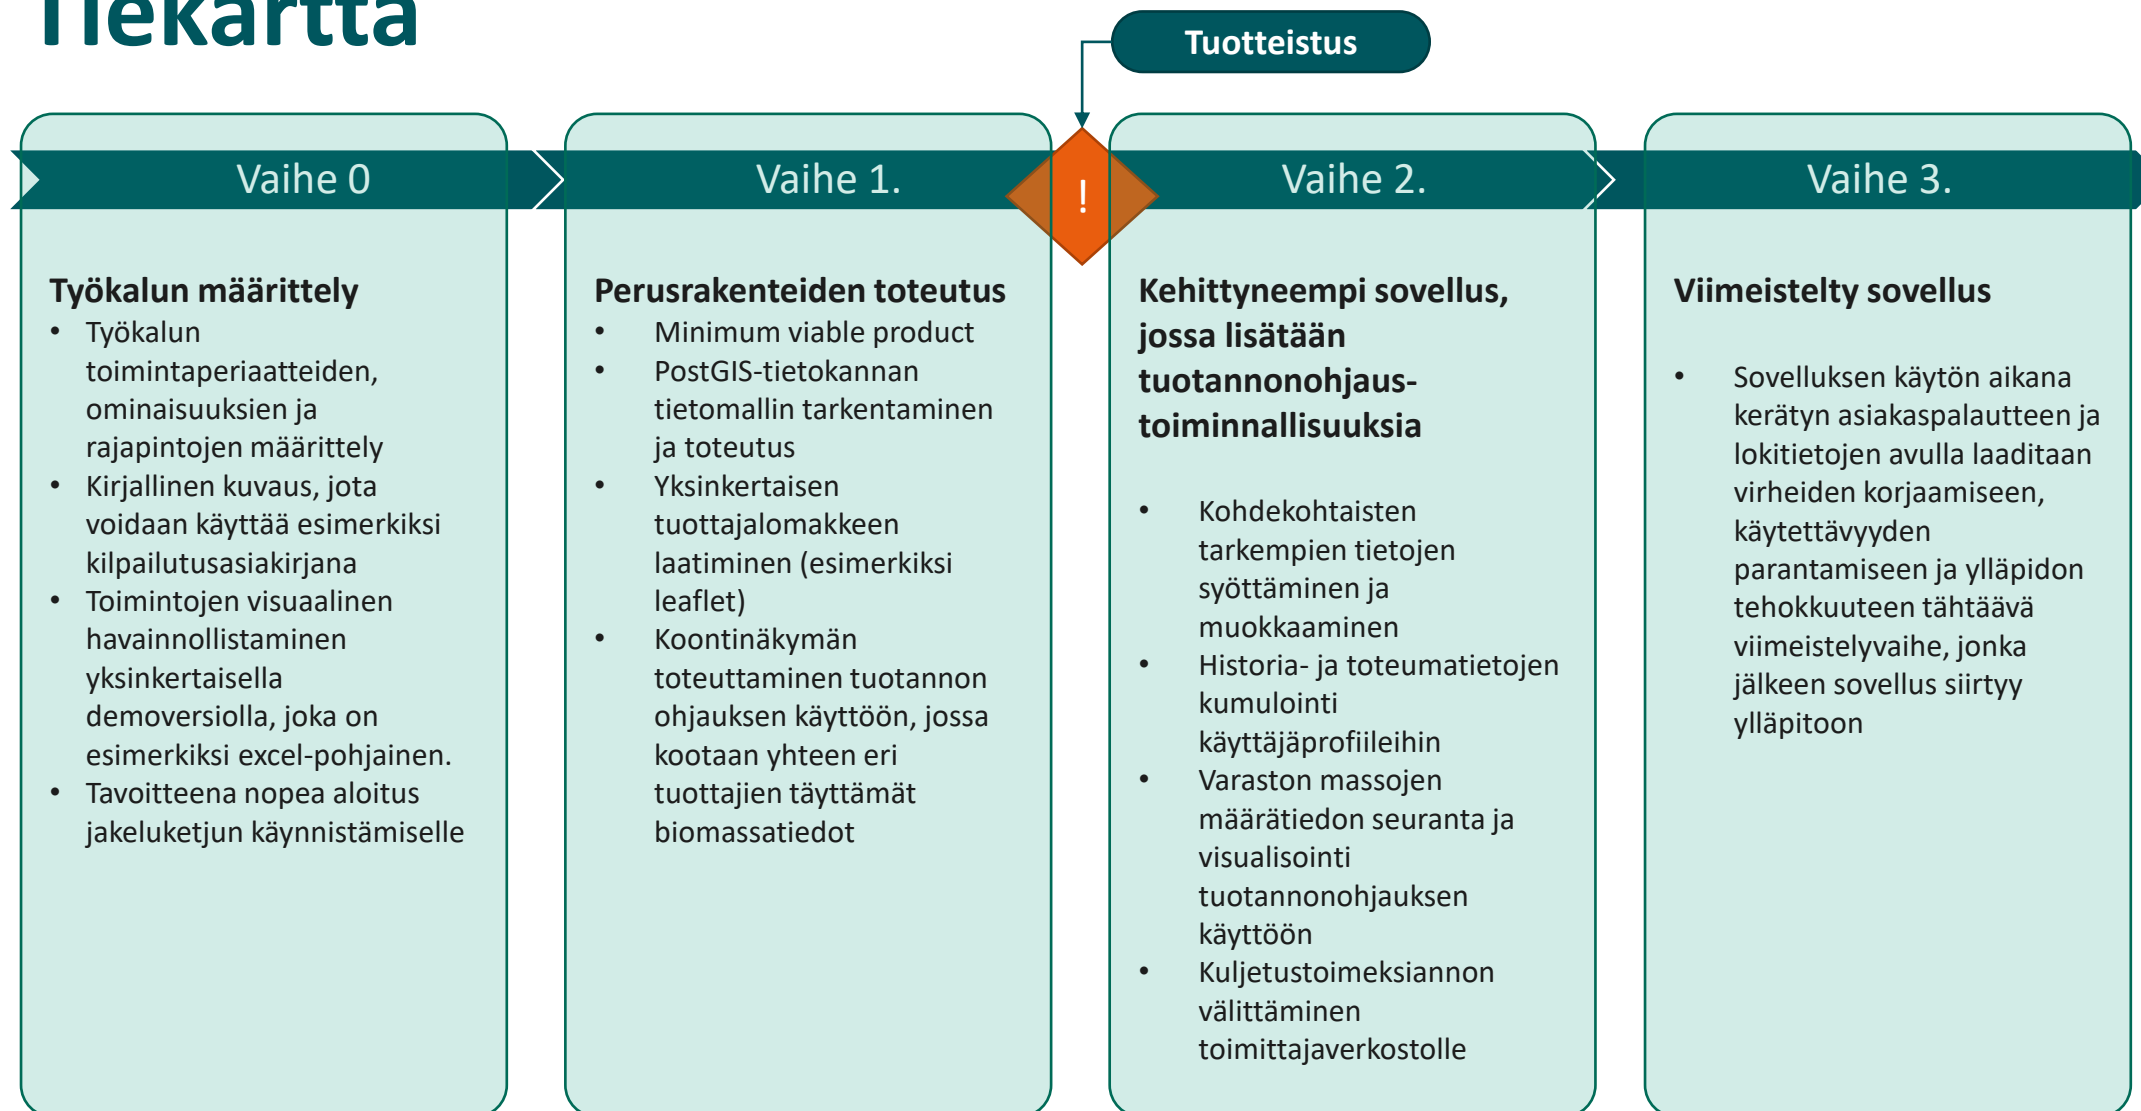 Tiekartta
Tuotteistus
Vaihe 0
Vaihe 1.
!
Vaihe 2.
Vaihe 3.
Työkalun määrittely
• Työkalun
toimintaperiaatteiden,
ominaisuuksien ja
rajapintojen määrittely
• Kirjallinen kuvaus, jota
voidaan käyttää esimerkiksi
kilpailutusasiakirjana
• Toimintojen visuaalinen
havainnollistaminen
yksinkertaisella
demoversiolla, joka on
esimerkiksi excel-pohjainen.
• Tavoitteena nopea aloitus
jakeluketjun käynnistämiselle
Perusrakenteiden toteutus
• Minimum viable product
• PostGIS-tietokannan
tietomallin tarkentaminen
ja toteutus
• Yksinkertaisen
tuottajalomakkeen
laatiminen (esimerkiksi
leaflet)
• Koontinäkymän
toteuttaminen tuotannon
ohjauksen käyttöön, jossa
kootaan yhteen eri
tuottajien täyttämät
biomassatiedot
Kehittyneempi sovellus,
jossa lisätään
tuotannonohjaus-
toiminnallisuuksia
• Kohdekohtaisten
tarkempien tietojen
syöttäminen ja
muokkaaminen
• Historia- ja toteumatietojen
kumulointi
käyttäjäprofiileihin
• Varaston massojen
määrätiedon seuranta ja
visualisointi
tuotannonohjauksen
käyttöön
• Kuljetustoimeksiannon
välittäminen
toimittajaverkostolle
Viimeistelty sovellus
• Sovelluksen käytön aikana
kerätyn asiakaspalautteen ja
lokitietojen avulla laaditaan
virheiden korjaamiseen,
käytettävyyden
parantamiseen ja ylläpidon
tehokkuuteen tähtäävä
viimeistelyvaihe, jonka
jälkeen sovellus siirtyy
ylläpitoon